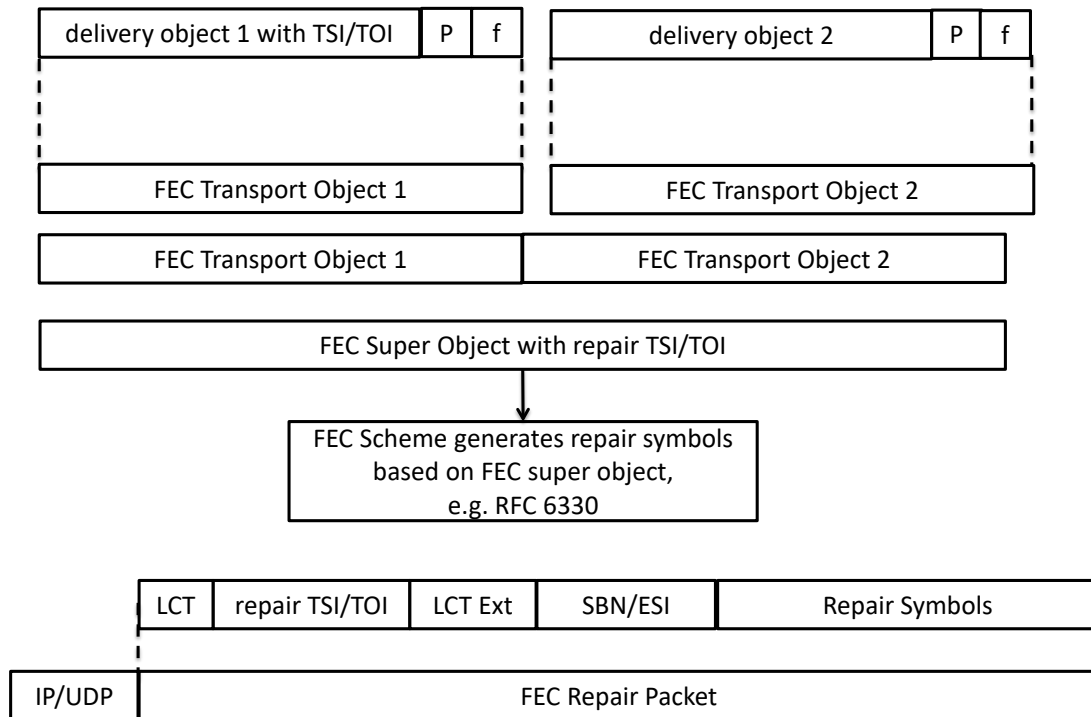 delivery object 1 with TSI/TOI P f delivery object 2 P f
FEC Transport Object 1 FEC Transport Object 2
FEC Transport Object 1 FEC Transport Object 2
FEC Super Object with repair TSI/TOI
FEC Scheme generates repair symbols
based on FEC super object,
e.g. RFC 6330
LCT repair TSI/TOI LCT Ext SBN/ESI Repair Symbols
IP/UDP FEC Repair Packet